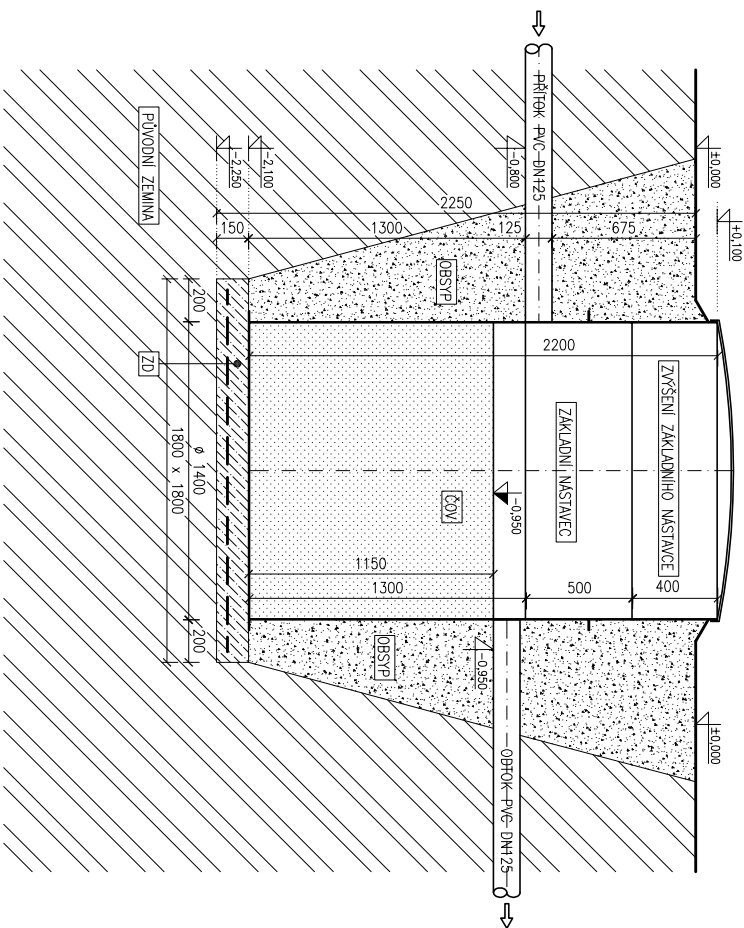 +0,100
±0,000
±0,000
PŘÍTOK PVC DN125
-0,800
675
125
1300
150
2250
OBSYP
2200
ZVÝŠENÍ ZÁKLADNÍHO NÁSTAVCE
400
ZÁKLADNÍ NÁSTAVEC
500
-0,950
ČOV
1150
1300
OBSYP
-0,950
ODTOK PVC DN125
-2,100
-2,250
PŮVODNÍ ZEMINA
ZD
200
ø 1400
200
1800 x 1800